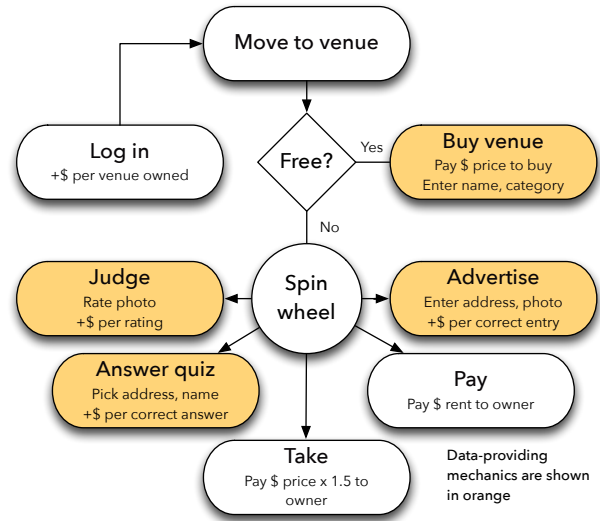 Move to venue
Log in
+$ per venue owned
Free?
Yes
Buy venue
Pay $ price to buy
Enter name, category
No
Judge
Rate photo
+$ per rating
Spin
wheel
Advertise
Enter address, photo
+$ per correct entry
Answer quiz
Pick address, name
+$ per correct answer
Pay
Pay $ rent to owner
Take
Pay $ price x 1.5 to
owner
Data-providing
mechanics are shown
in orange